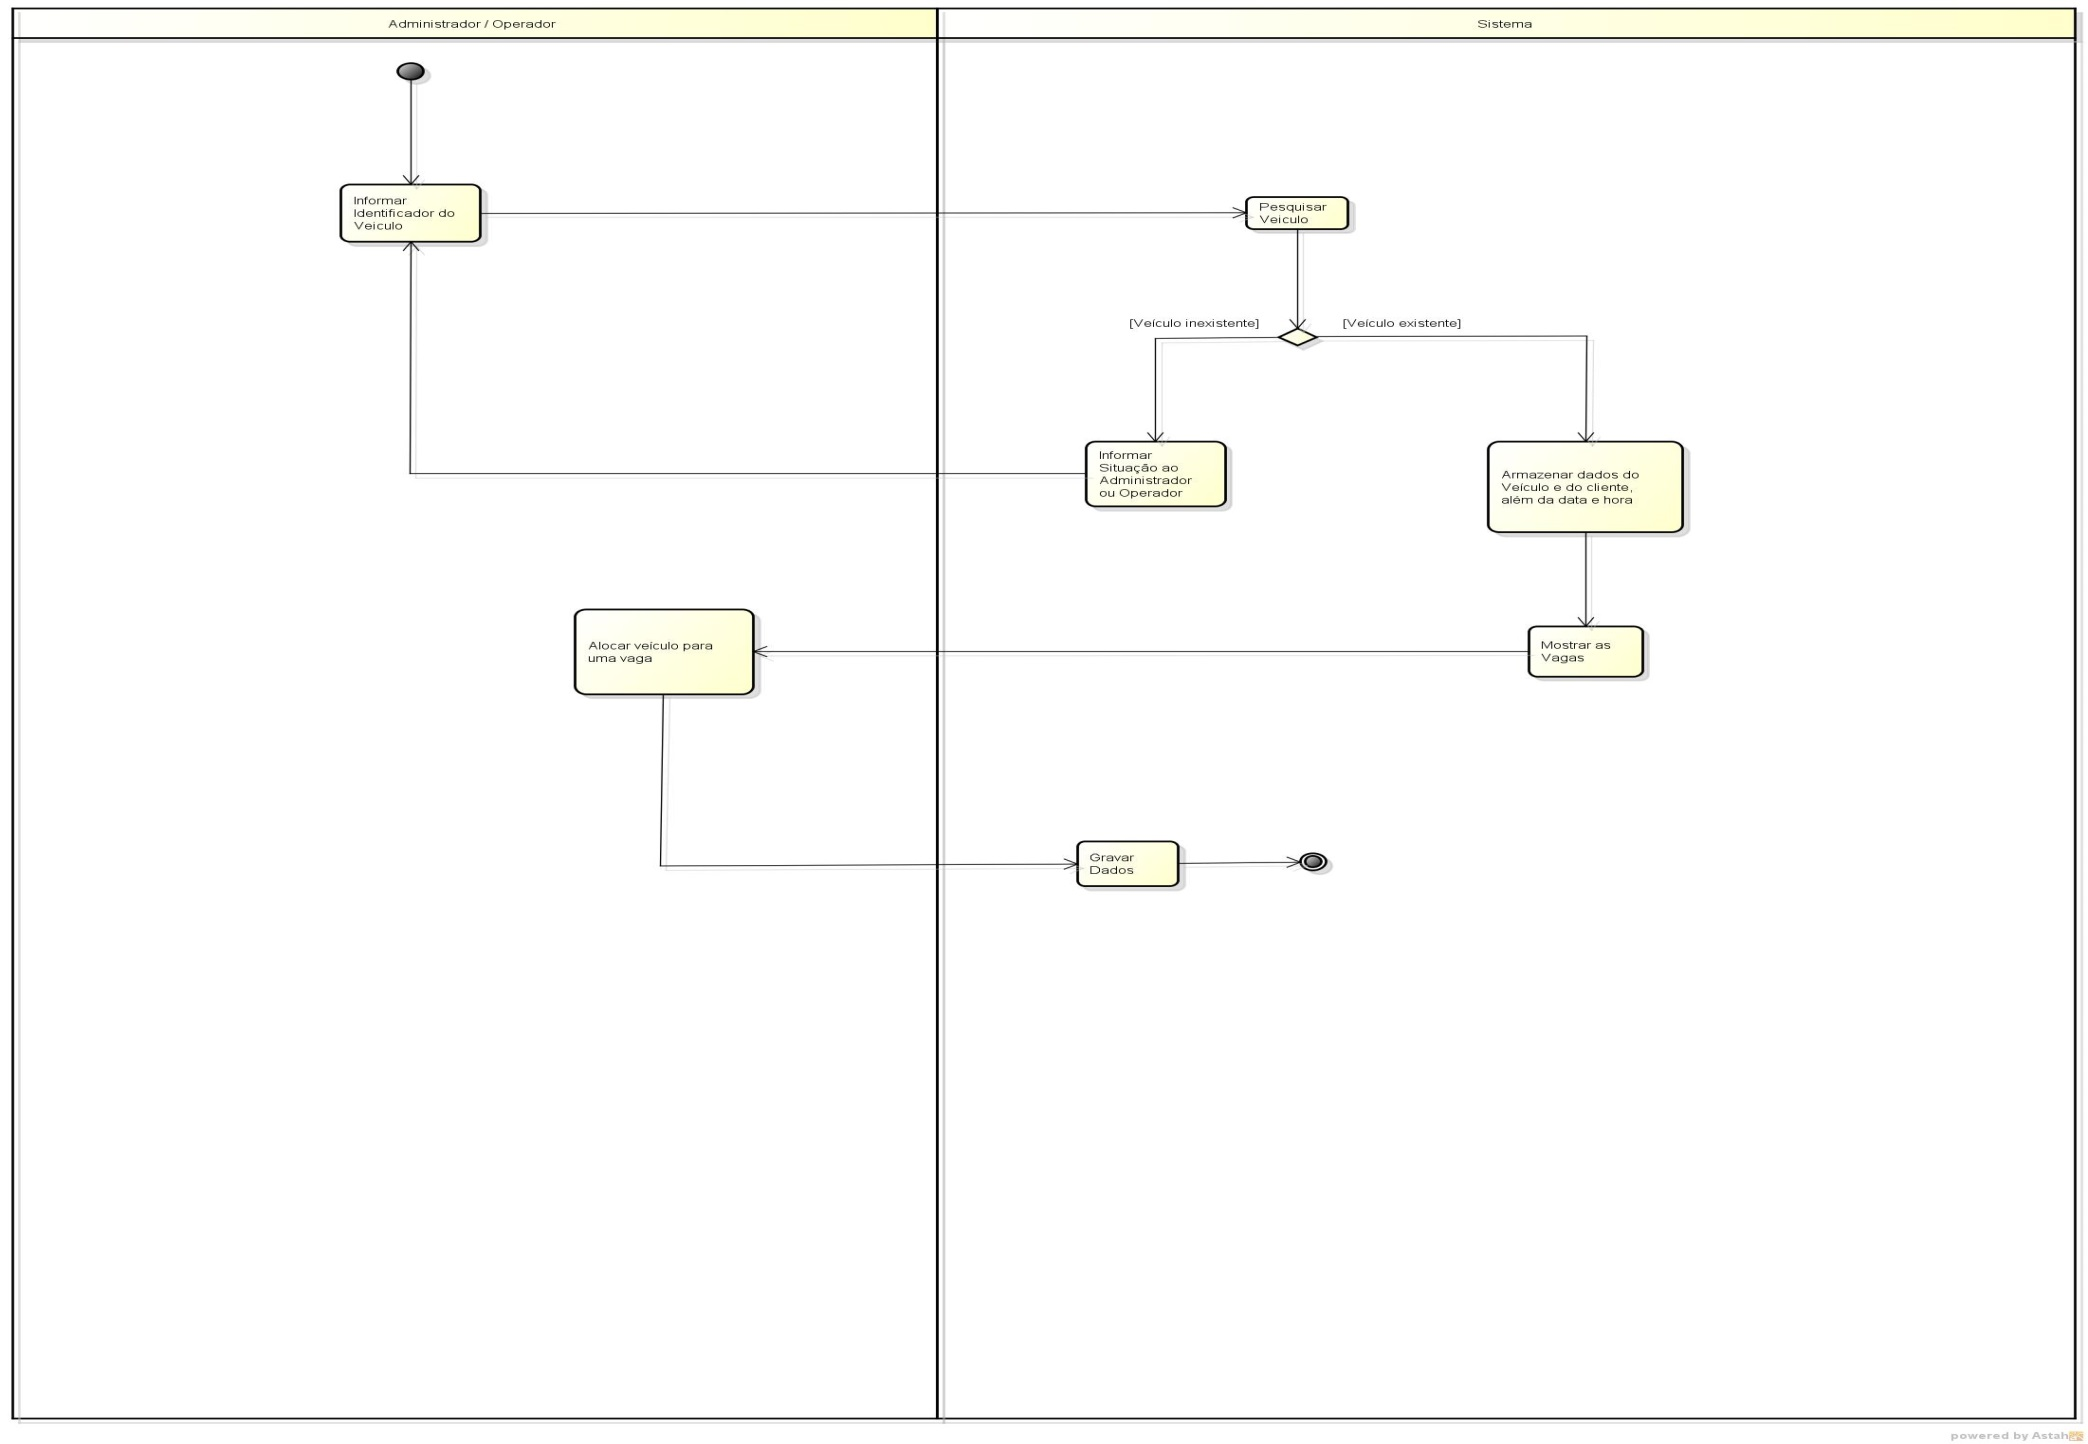 Administrador / Operador
Sistema
Informar
Identificador do
Veiculo
Pesquisar
Veiculo
[Veículo inexistente]
[Veículo existente]
Informar
Situação ao
Administrador
ou Operador
Armazenar dados do
Veículo e do cliente,
além da data e hora
Alocar veículo para
uma vaga
Mostrar as
Vagas
Gravar
Dados
powered by Astah